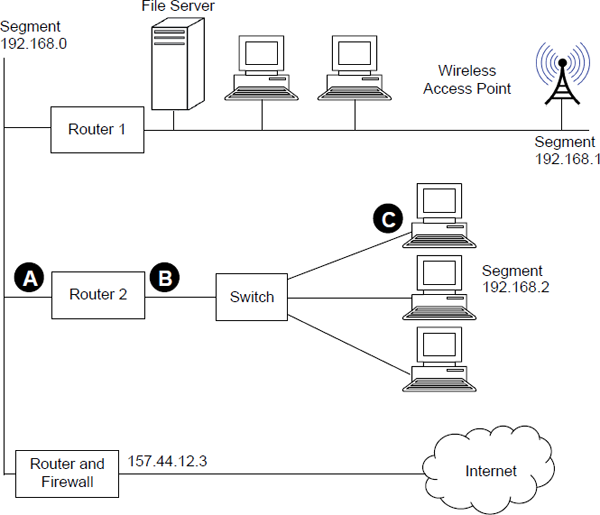 File Server
Segment
192.168.0
Wireless
Access Point
Router 1
Segment
192.168.1
C
A
Router 2
B
Switch
Segment
192.168.2
Router and
Firewall
157.44.12.3
Internet